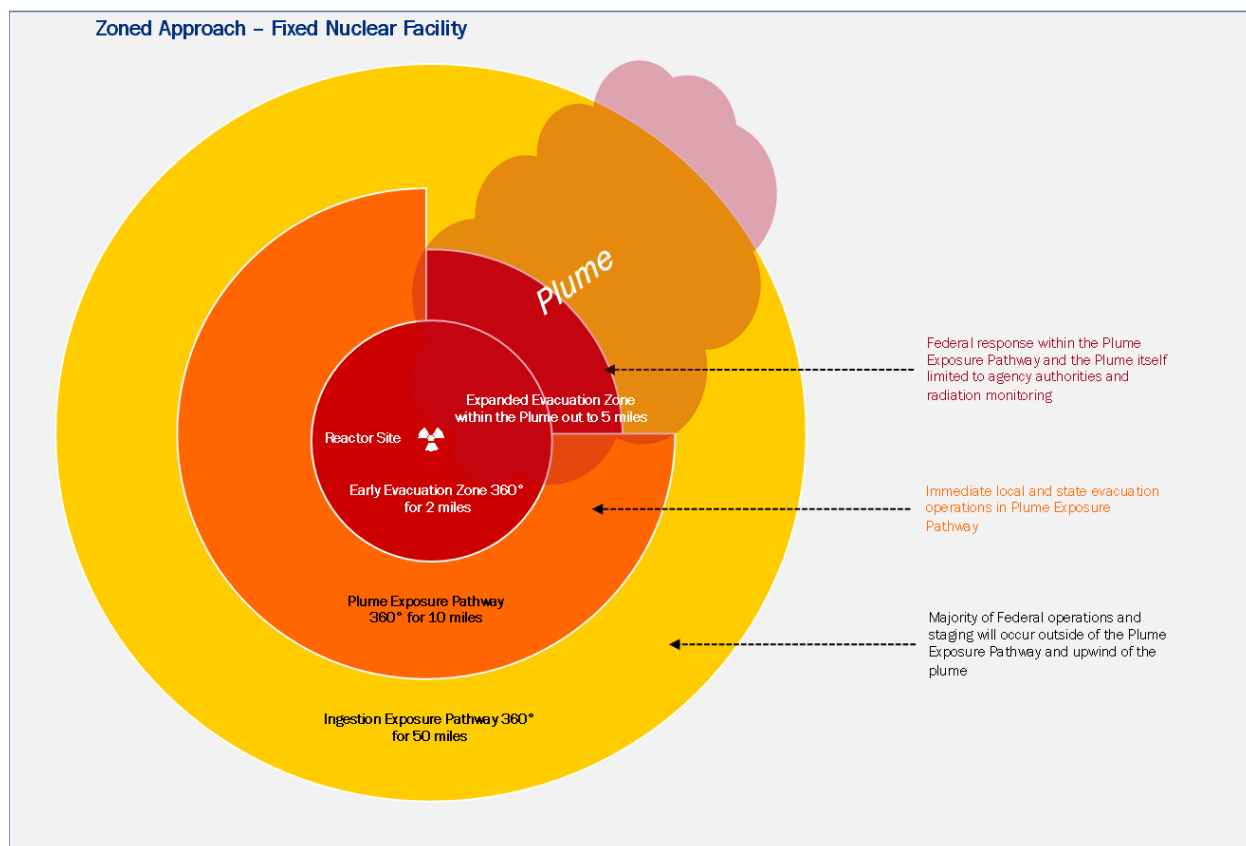 Zoned Approach – Fixed Nuclear Facility
Plume
Federal response within the Plume
Exposure Pathway and the Plume itself
limited to agency authorities and
radiation monitoring
Expanded Evacuation Zone
within the Plume out to 5 miles
Reactor Site
Early Evacuation Zone 360°
for 2 miles
Immediate local and state evacuation
operations in Plume Exposure
Pathway
Plume Exposure Pathway
360° for 10 miles
Majority of Federal operations and
staging will occur outside of the Plume
Exposure Pathway and upwind of the
plume
Ingestion Exposure Pathway 360°
for 50 miles